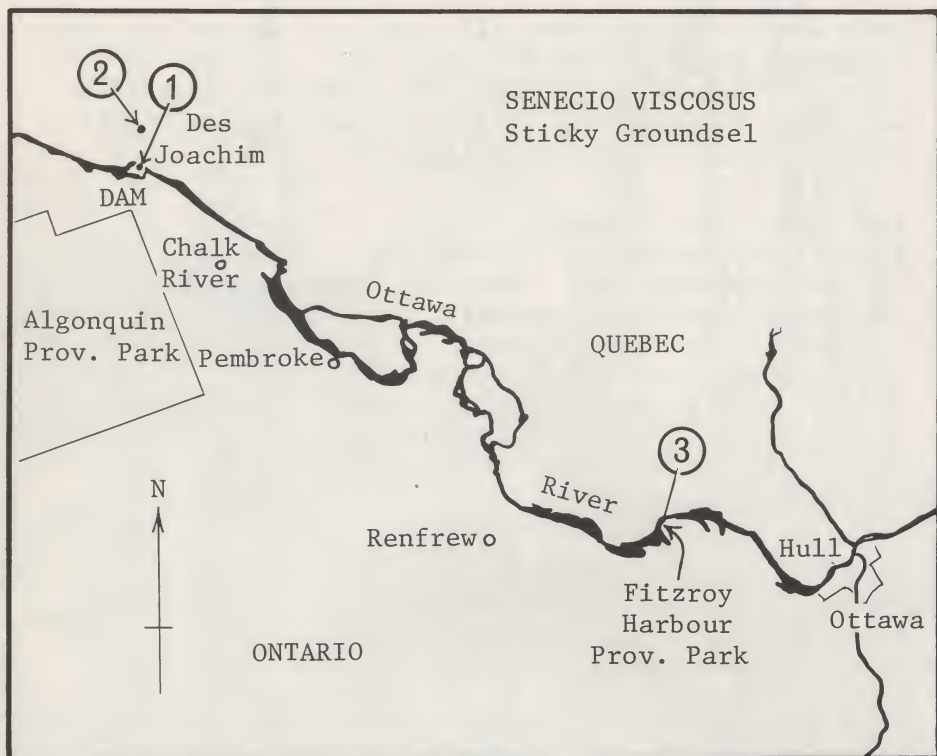 SENECIO VISCOSUS
Sticky Groundsel
2
1
Des
Joachim
DAM
Chalk
River
Ottawa
Algonquin
Prov. Park
Pembroke
QUEBEC
3
N
River
Renfrew
Hull
Fitzroy
Harbour
Prov. Park
Ottawa
ONTARIO